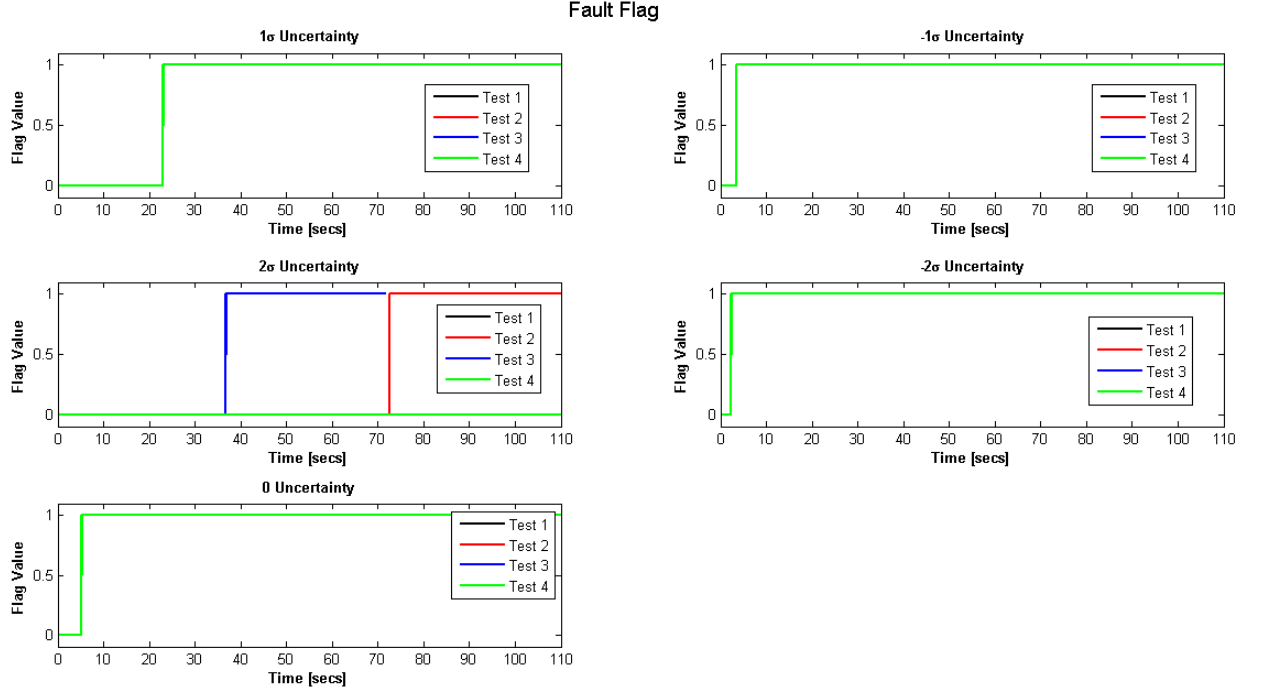 Fault Flag
1σ Uncertainty
Flag Value
1
0.5
0
Test 1
Test 2
Test 3
Test 4
0 10 20 30 40 50 60 70 80 90 100 110
Time [secs]
-1σ Uncertainty
Flag Value
1
0.5
0
Test 1
Test 2
Test 3
Test 4
0 10 20 30 40 50 60 70 80 90 100 110
Time [secs]
2σ Uncertainty
Flag Value
1
0.5
0
Test 1
Test 2
Test 3
Test 4
0 10 20 30 40 50 60 70 80 90 100 110
Time [secs]
-2σ Uncertainty
Flag Value
1
0.5
0
Test 1
Test 2
Test 3
Test 4
0 10 20 30 40 50 60 70 80 90 100 110
Time [secs]
0 Uncertainty
Flag Value
1
0.5
0
Test 1
Test 2
Test 3
Test 4
0 10 20 30 40 50 60 70 80 90 100 110
Time [secs]